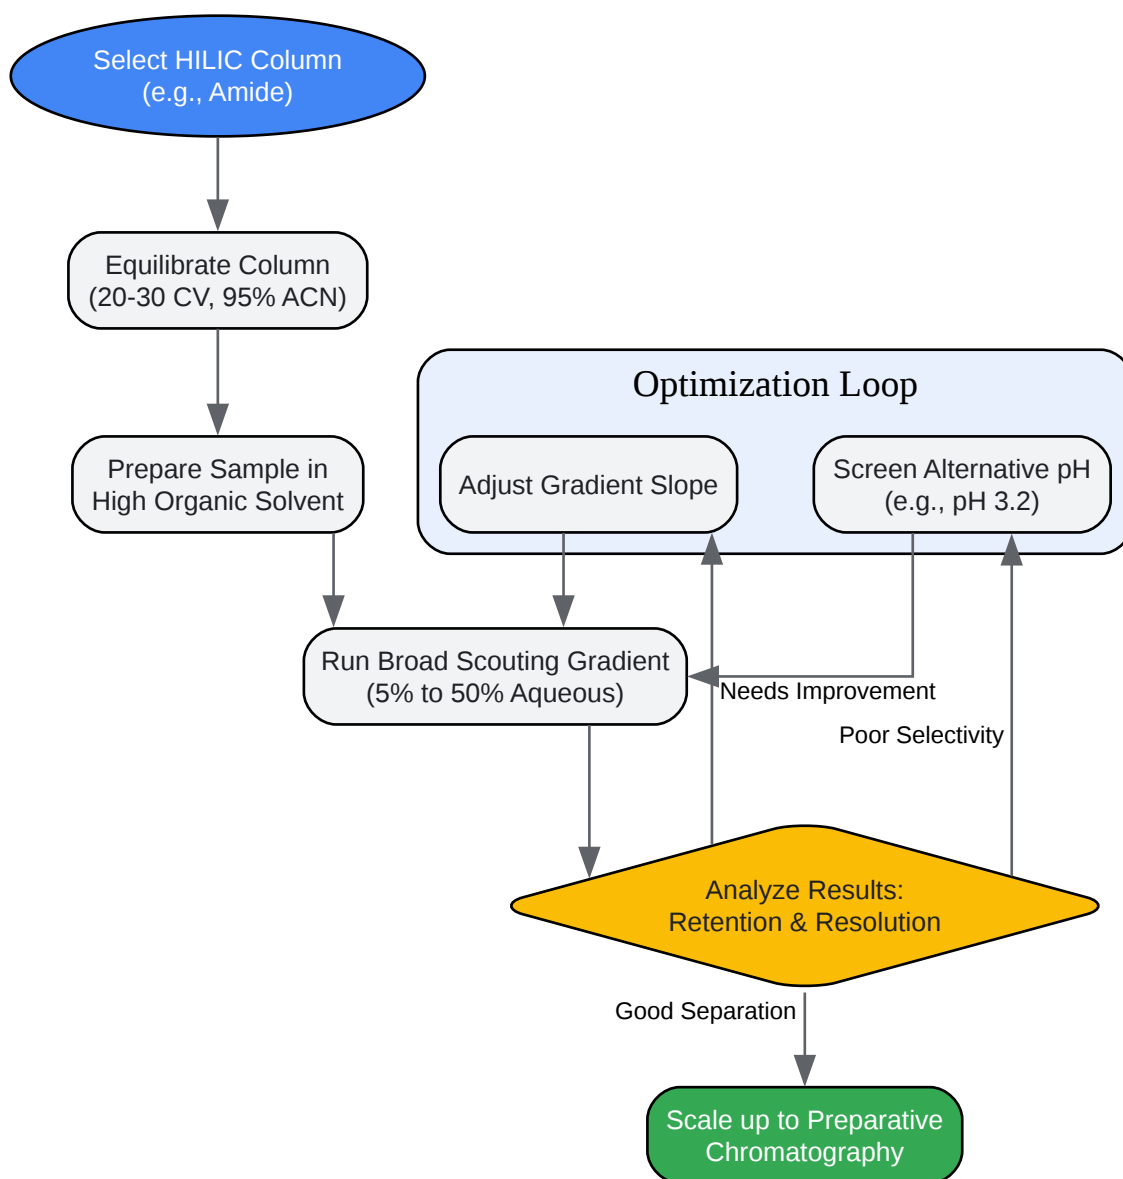 Select HILIC Column
(e.g., Amide)
Equilibrate Column
(20-30 CV, 95% ACN)
Optimization Loop
Prepare Sample in
High Organic Solvent
Adjust Gradient Slope
Screen Alternative pH
(e.g., pH 3.2)
Run Broad Scouting Gradient
(5% to 50% Aqueous)
Needs Improvement
Poor Selectivity
Analyze Results:
Retention & Resolution
Good Separation
Scale up to Preparative
Chromatography